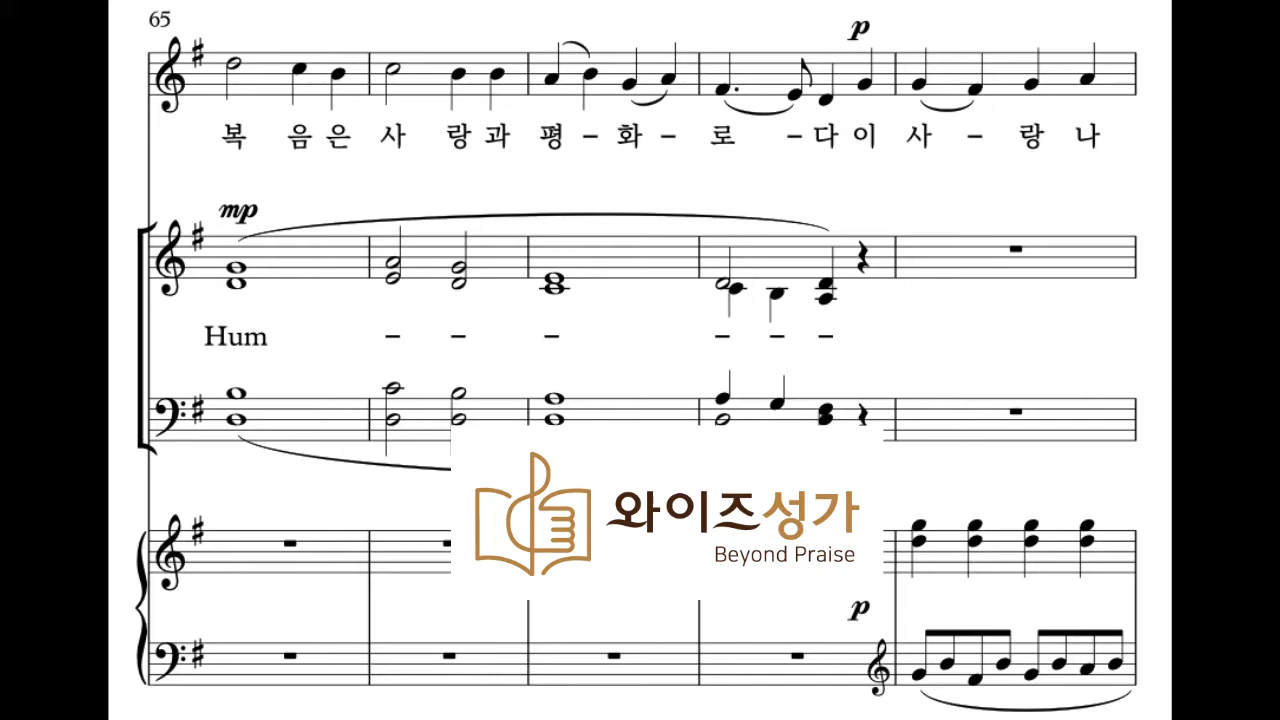 65
p
복 음 은 사 랑 과 평 – 화 – 로 – 다 이 사 – 랑 나
mp
Hum – – – – – –
와이즈성가
Beyond Praise
p